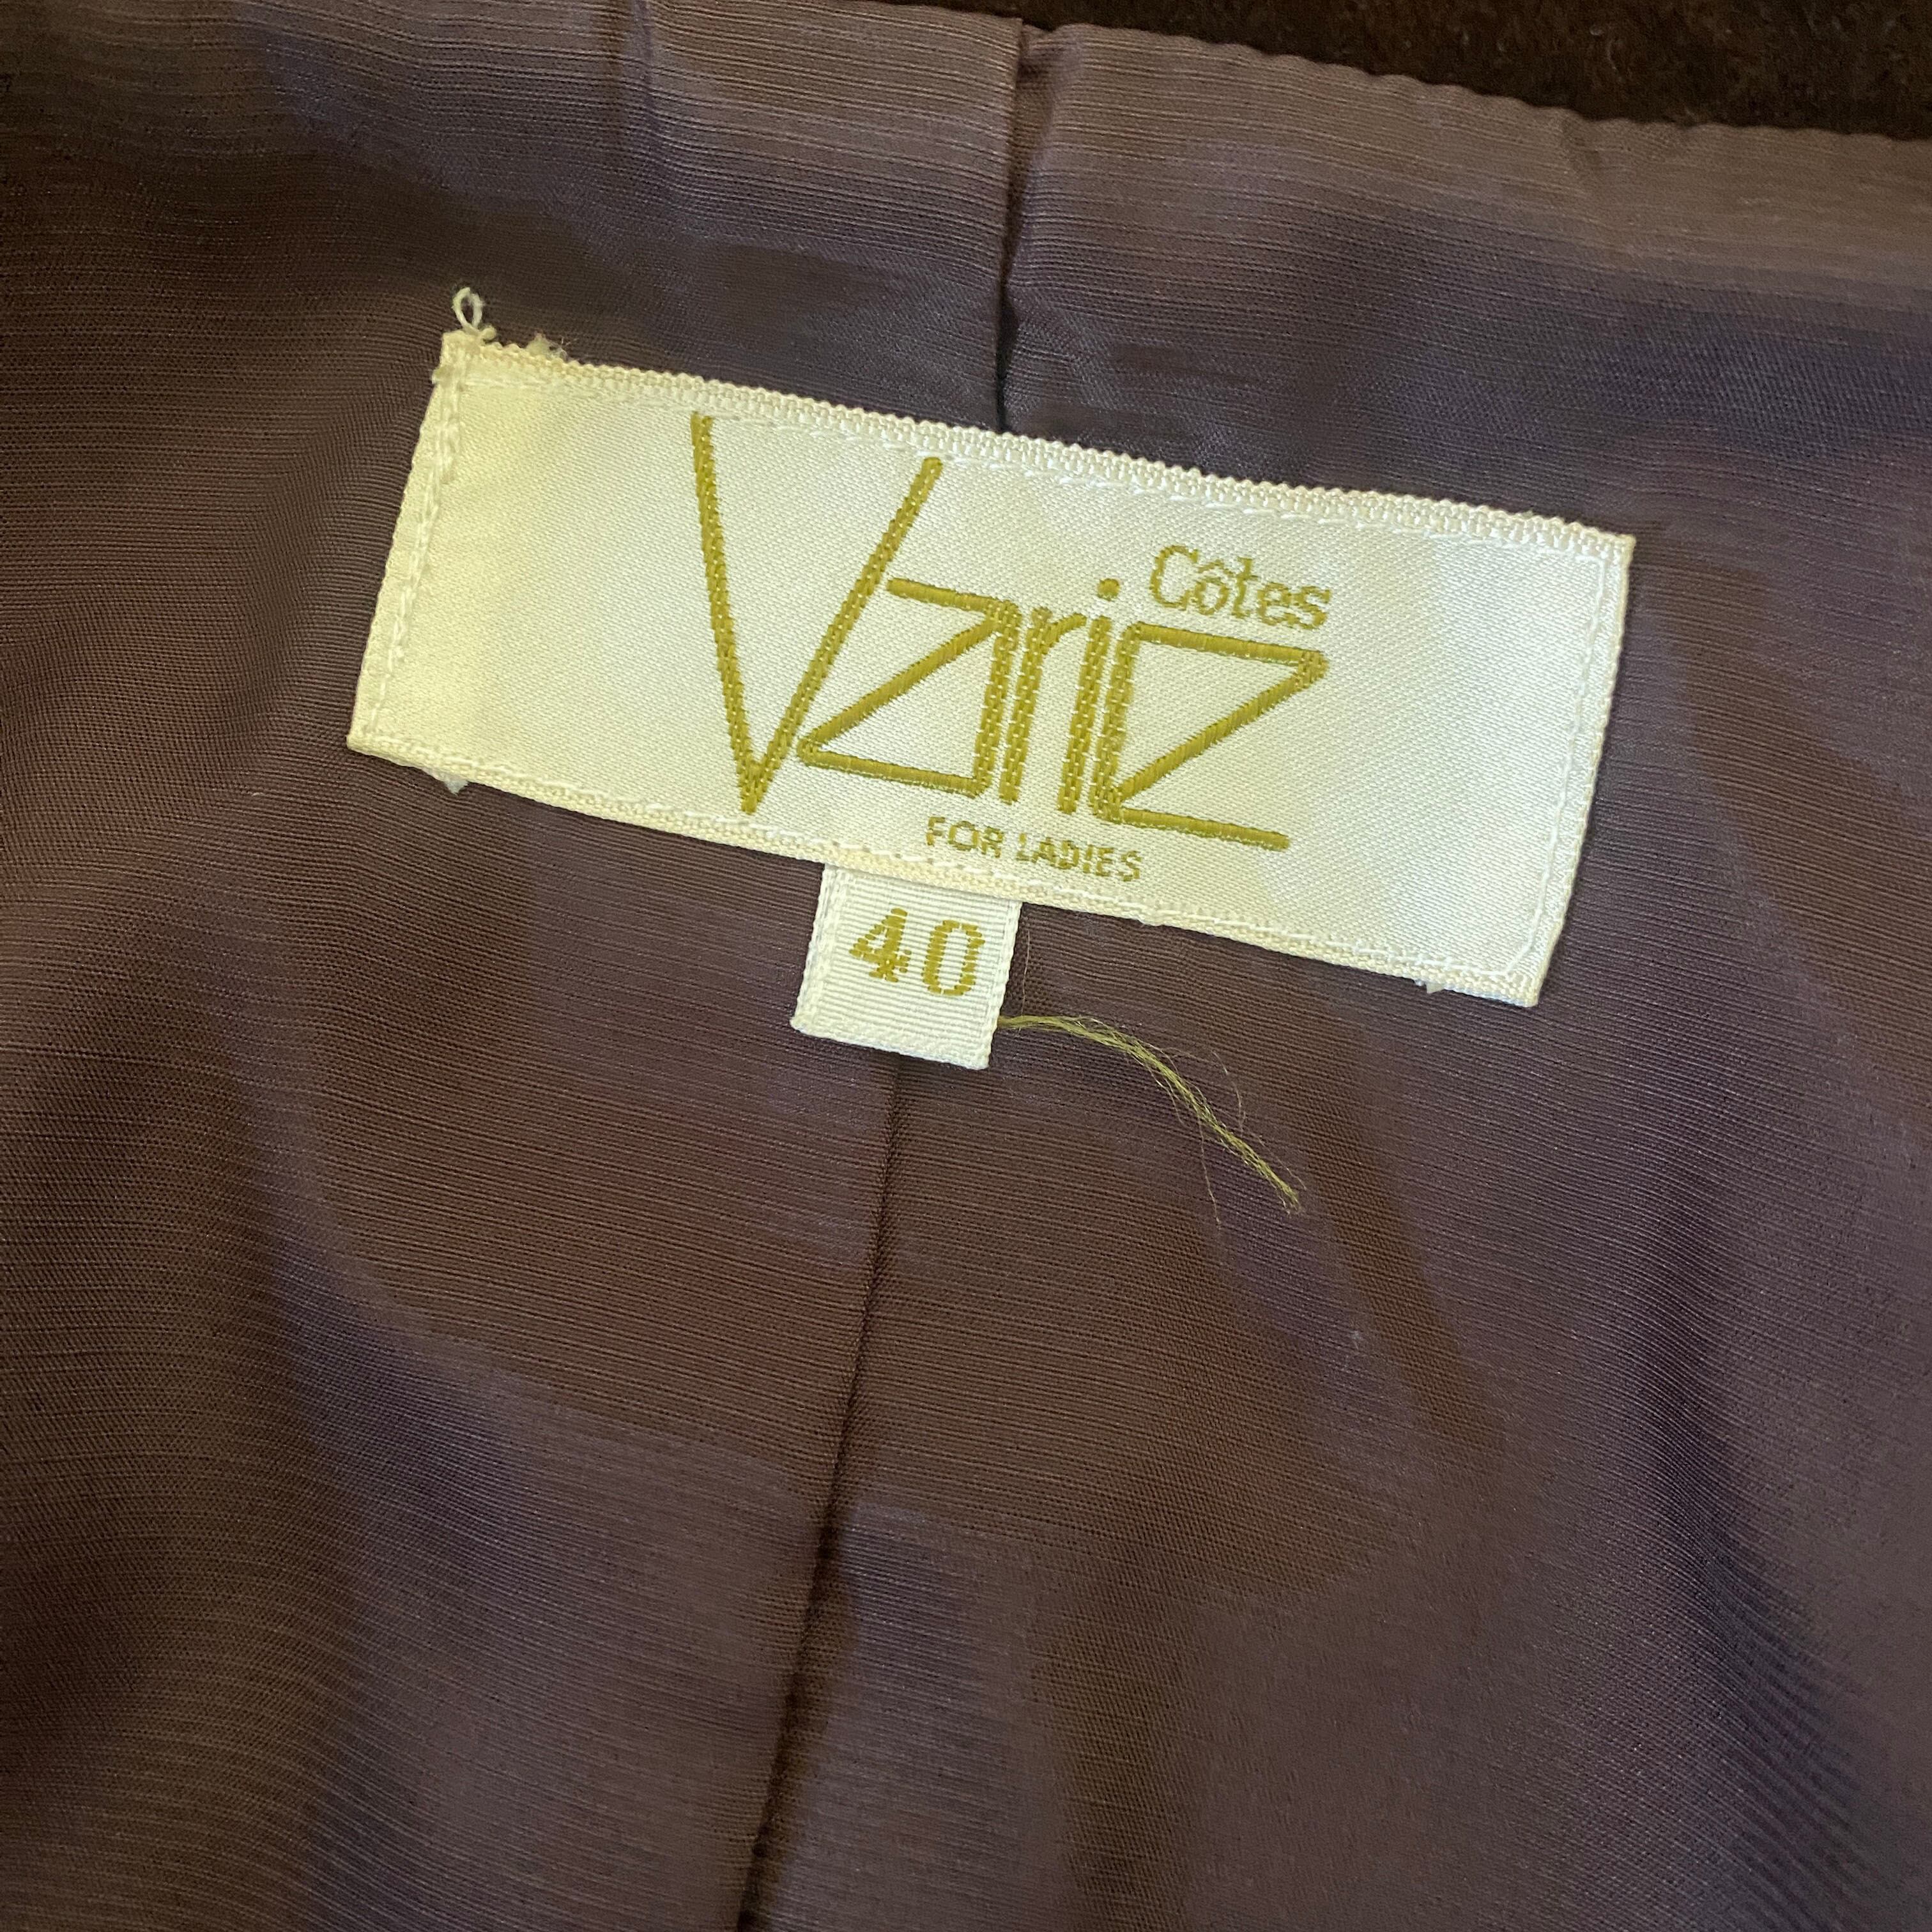 Côtes
Variz
FOR LADIES
40